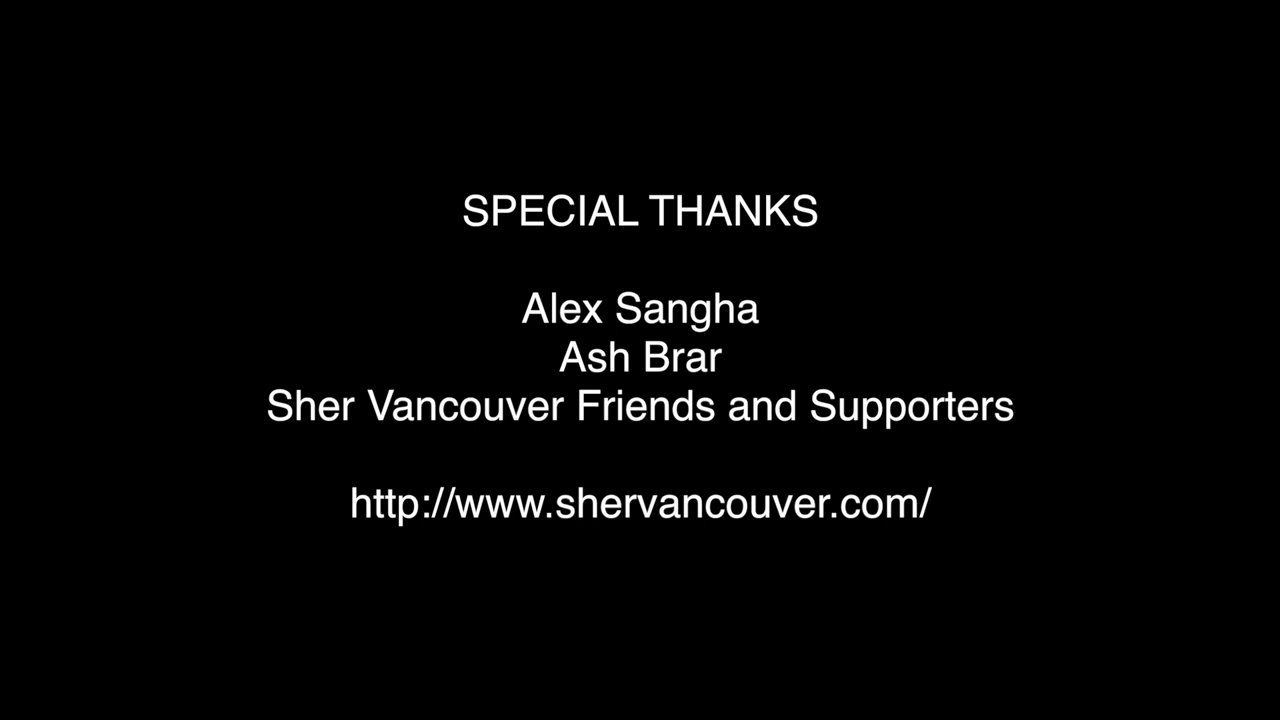 SPECIAL THANKS
Alex Sangha
Ash Brar
Sher Vancouver Friends and Supporters
http://www.shervancouver.com/